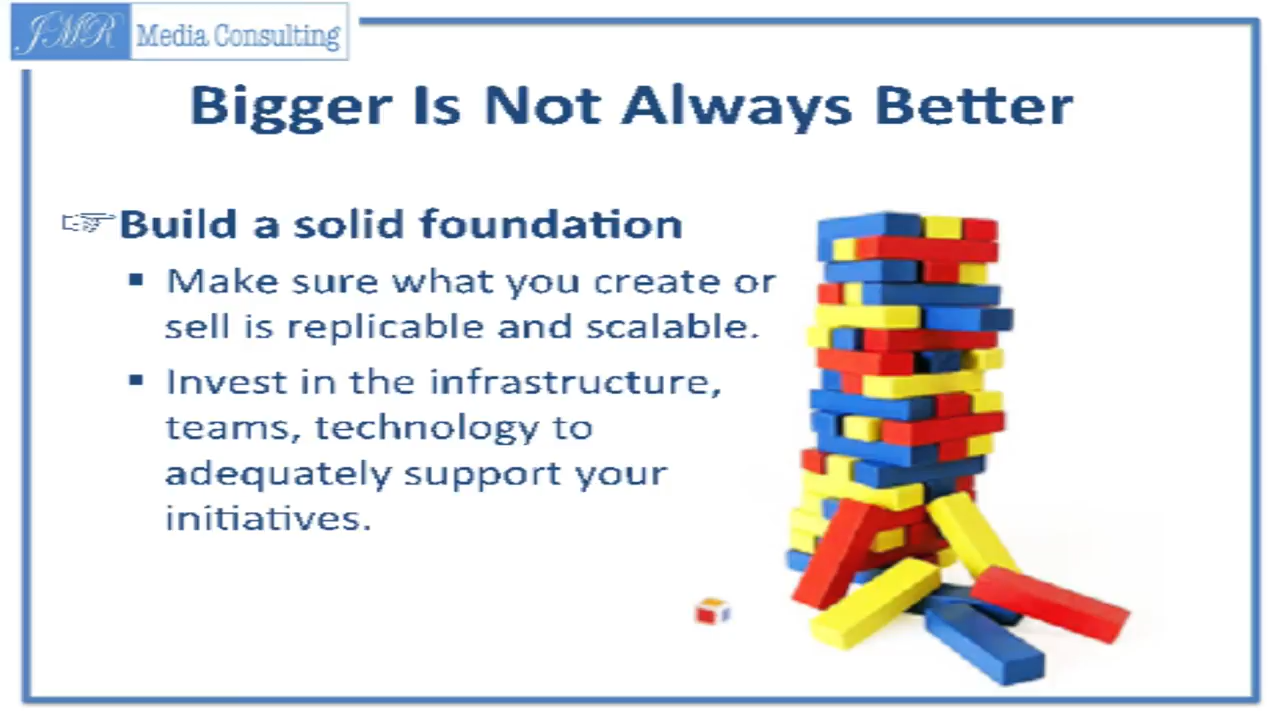 JMR Media Consulting
Bigger Is Not Always Better
☞Build a solid foundation
▪ Make sure what you create or
sell is replicable and scalable.
▪ Invest in the infrastructure,
teams, technology to
adequately support your
initiatives.